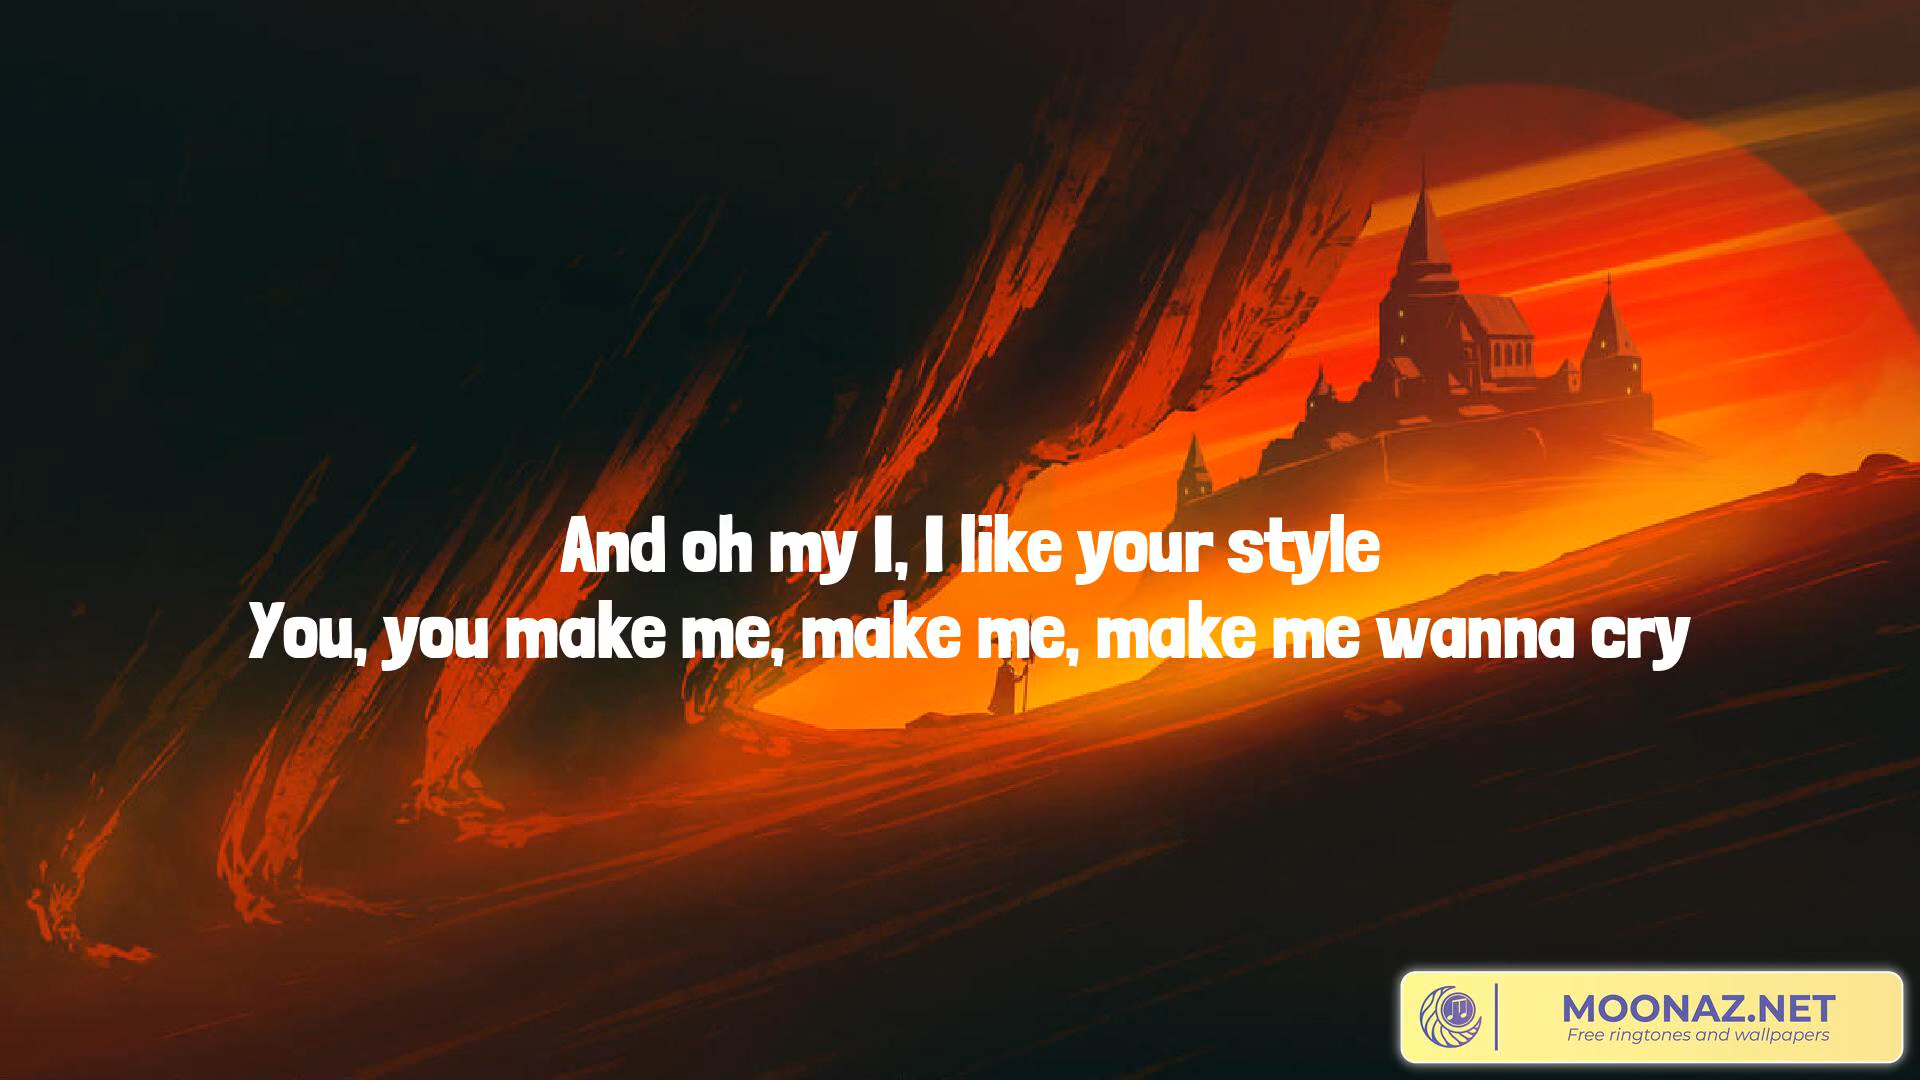 And oh my I, I like your style
You, you make me, make me, make me wanna cry
MOONAZ.NET
Free ringtones and wallpapers